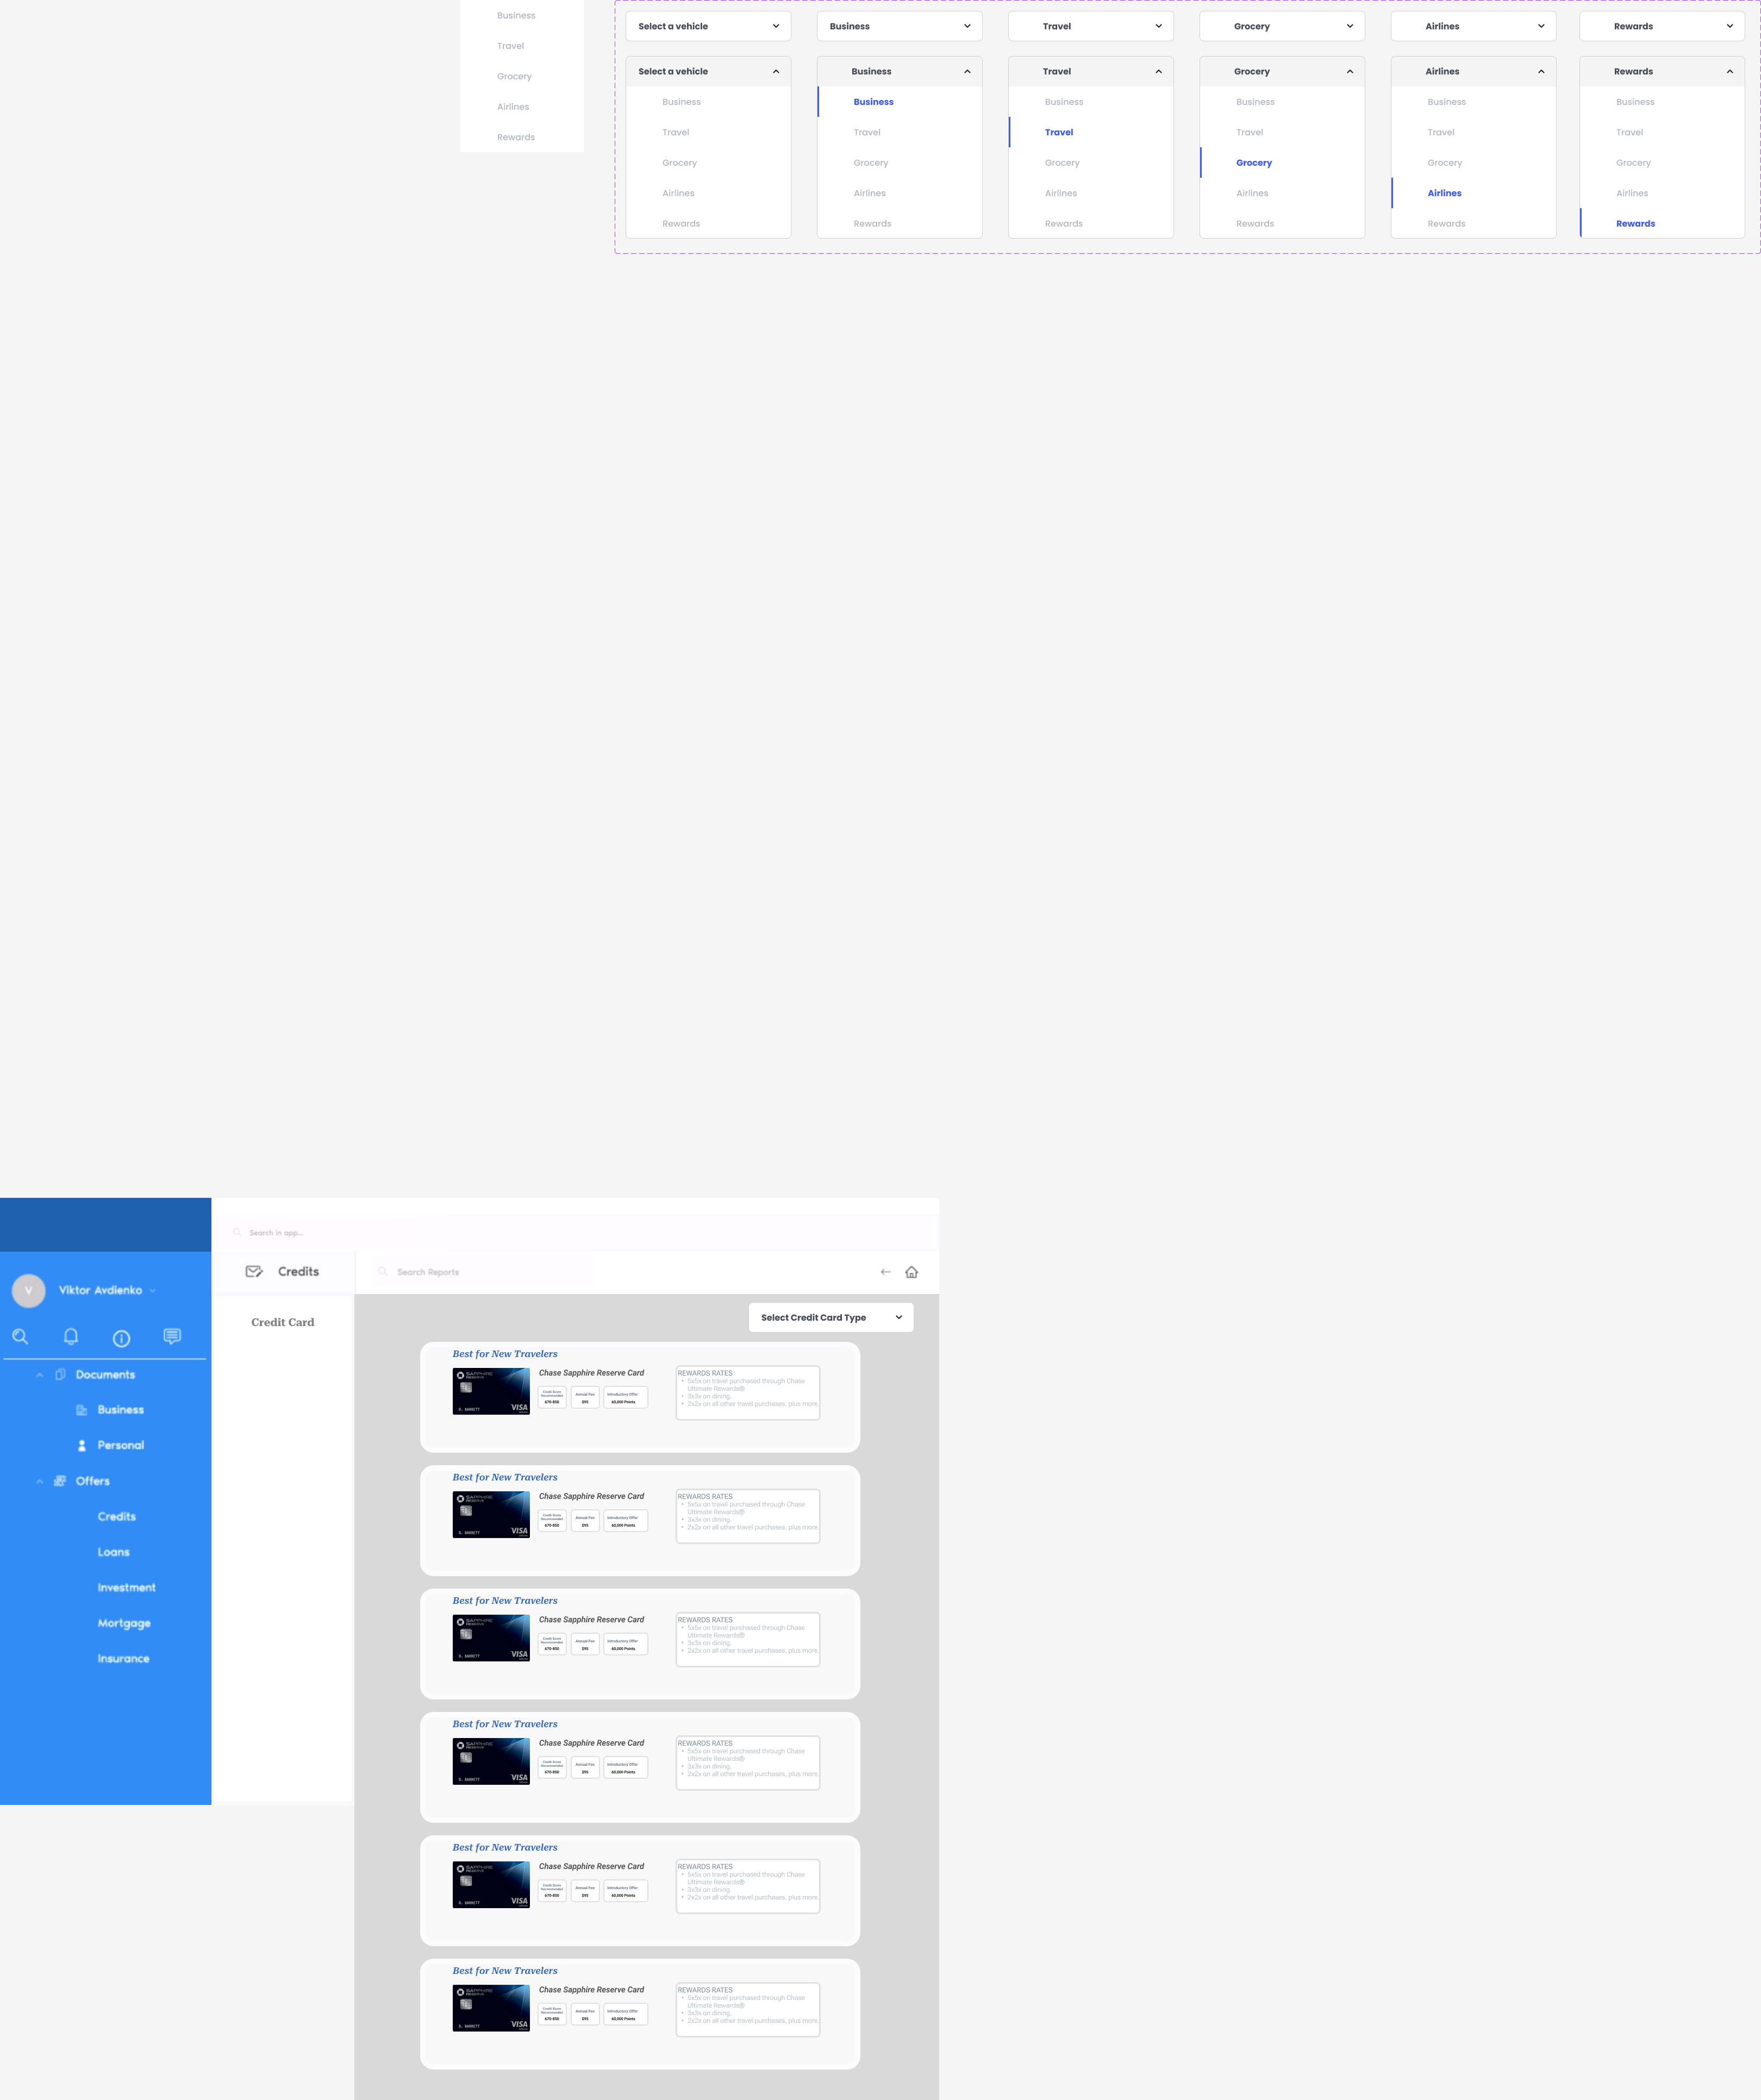 Business
Travel
Grocery
Airlines
Rewards
Select a vehicle
Business
Travel
Grocery
Airlines
Rewards
Select a vehicle
Business
Travel
Grocery
Airlines
Rewards
Business
Business
Travel
Grocery
Airlines
Rewards
Travel
Business
Travel
Grocery
Airlines
Rewards
Grocery
Business
Travel
Grocery
Airlines
Rewards
Airlines
Business
Travel
Grocery
Airlines
Rewards
Rewards
Business
Travel
Grocery
Airlines
Rewards
Search in app...
V
Viktor Avdienko
Documents
Business
Personal
Offers
Credits
Loans
Investment
Mortgage
Insurance
Credits
Credit Card
Search Reports
Select Credit Card Type
Best for New Travelers
SAPPHIRE
RESERVE
D. BARRETT
VISA
Chase Sapphire Reserve Card
Credit Score
Recommended
670-850
Annual Fee
$95
Introductory Offer
60,000 Points
REWARDS RATES
• 5x5x on travel purchased through Chase
Ultimate Rewards®
• 3x3x on dining.
• 2x2x on all other travel purchases, plus more.
Best for New Travelers
SAPPHIRE
RESERVE
D. BARRETT
VISA
Chase Sapphire Reserve Card
Credit Score
Recommended
670-850
Annual Fee
$95
Introductory Offer
60,000 Points
REWARDS RATES
• 5x5x on travel purchased through Chase
Ultimate Rewards®
• 3x3x on dining.
• 2x2x on all other travel purchases, plus more.
Best for New Travelers
SAPPHIRE
RESERVE
D. BARRETT
VISA
Chase Sapphire Reserve Card
Credit Score
Recommended
670-850
Annual Fee
$95
Introductory Offer
60,000 Points
REWARDS RATES
• 5x5x on travel purchased through Chase
Ultimate Rewards®
• 3x3x on dining.
• 2x2x on all other travel purchases, plus more.
Best for New Travelers
SAPPHIRE
RESERVE
D. BARRETT
VISA
Chase Sapphire Reserve Card
Credit Score
Recommended
670-850
Annual Fee
$95
Introductory Offer
60,000 Points
REWARDS RATES
• 5x5x on travel purchased through Chase
Ultimate Rewards®
• 3x3x on dining.
• 2x2x on all other travel purchases, plus more.
Best for New Travelers
SAPPHIRE
RESERVE
D. BARRETT
VISA
Chase Sapphire Reserve Card
Credit Score
Recommended
670-850
Annual Fee
$95
Introductory Offer
60,000 Points
REWARDS RATES
• 5x5x on travel purchased through Chase
Ultimate Rewards®
• 3x3x on dining.
• 2x2x on all other travel purchases, plus more.
Best for New Travelers
SAPPHIRE
RESERVE
D. BARRETT
VISA
Chase Sapphire Reserve Card
Credit Score
Recommended
670-850
Annual Fee
$95
Introductory Offer
60,000 Points
REWARDS RATES
• 5x5x on travel purchased through Chase
Ultimate Rewards®
• 3x3x on dining.
• 2x2x on all other travel purchases, plus more.